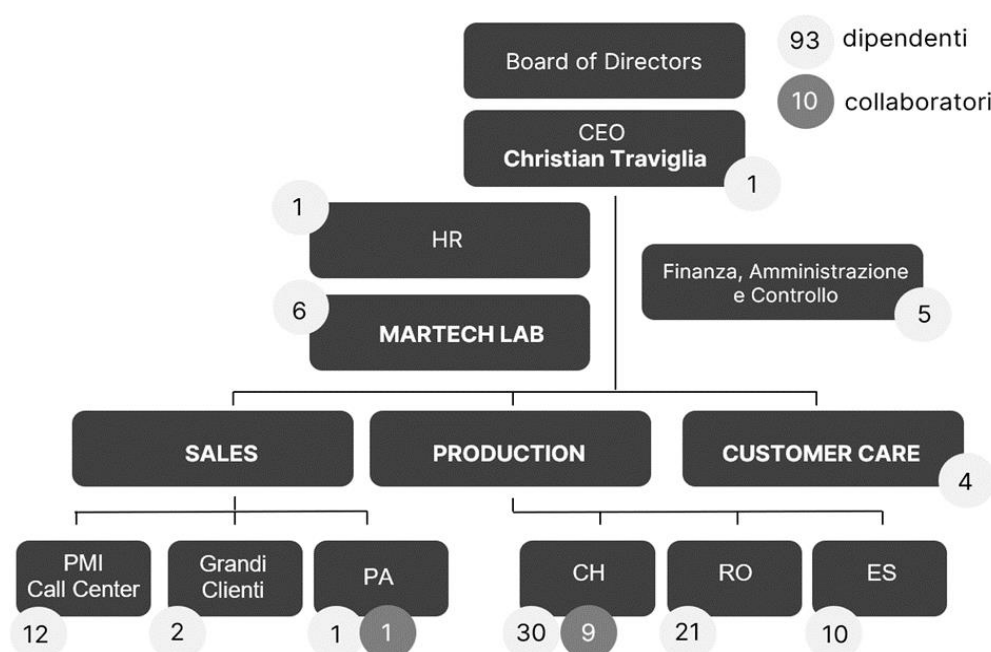 Board of Directors
93 dipendenti
10 collaboratori
CEO
Christian Traviglia
1
1
HR
Finanza, Amministrazione
e Controllo
5
6
MARTECH LAB
SALES
PRODUCTION
CUSTOMER CARE
4
PMI
Call Center
12
Grandi
Clienti
2
PA
1
1
CH
30
9
RO
21
ES
10